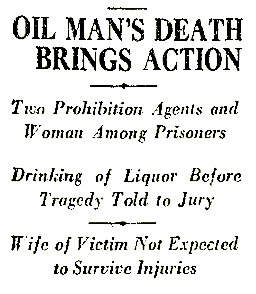 OIL MAN'S DEATH
BRINGS ACTION
Two Prohibition Agents and
Woman Among Prisoners
Drinking of Liquor Before
Tragedy Told to Jury
Wife of Victim Not Expected
to Survive Injuries